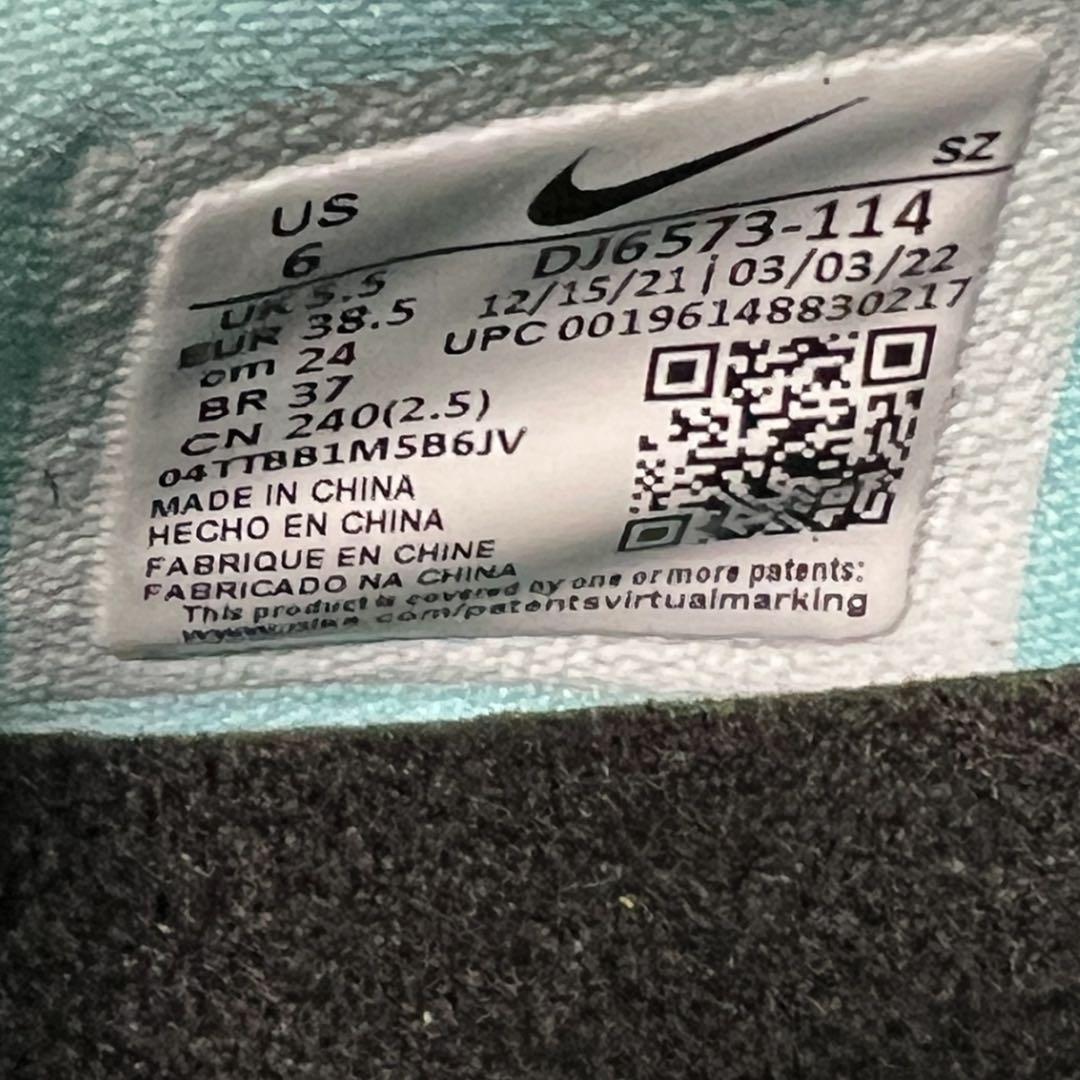 US
6
SZ
DJ6573-114
12/15/21 | 03/03/22
UPC 00196148830217
UK 5.5
EUR 38.5
cm 24
BR 37
CN 240(2.5)
04TTBB1M5B6JV
MADE IN CHINA
HECHO EN CHINA
FABRIQUE EN CHINE
FABRICADO NA CHINA
This product is covered by one or more patents:
com/patentsvirtualmarking